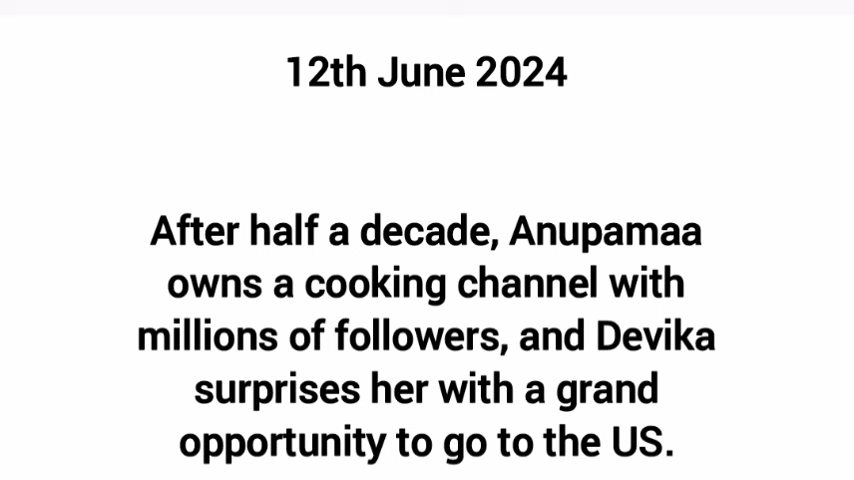 12th June 2024
After half a decade, Anupamaa
owns a cooking channel with
millions of followers, and Devika
surprises her with a grand
opportunity to go to the US.